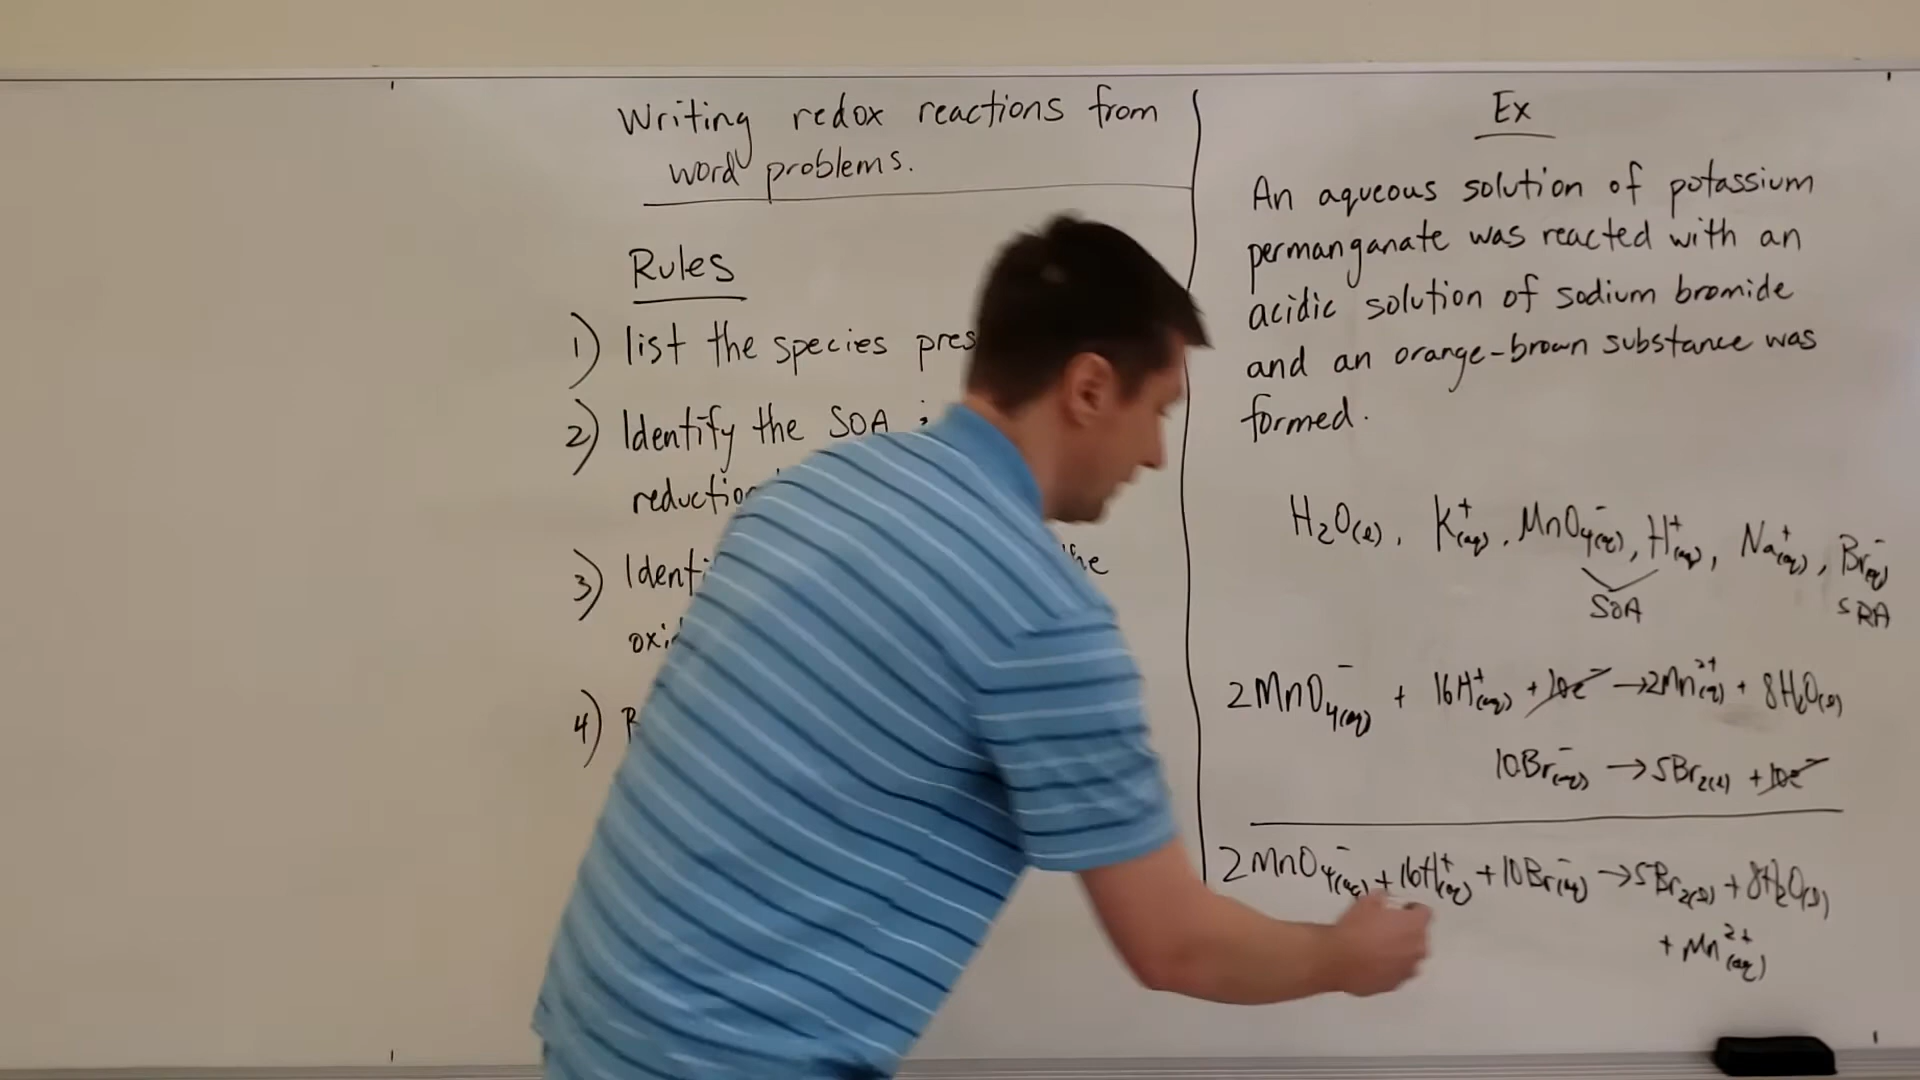 Writing redox reactions from
word problems.
Rules
1) list the species pres
2) Identify the SOA ;
reduction
3) Identi he
oxi
4) R
Ex
An aqueous solution of potassium
permanganate was reacted with an
acidic solution of sodium bromide
and an orange-brown substance was
formed.
H₂O(l), K⁺(aq), MnO₄⁻(aq), H⁺(aq), Na⁺(aq), Br⁻(aq)
SOA SRA
2MnO₄⁻(aq) + 16H⁺(aq) + 10e⁻ → 2Mn²⁺(aq) + 8H₂O(l)
10Br⁻(aq) → 5Br₂(l) + 10e⁻
2MnO₄⁻(aq) + 16H⁺(aq) + 10Br⁻(aq) → 5Br₂(l) + 8H₂O(l)
+ Mn²⁺(aq)